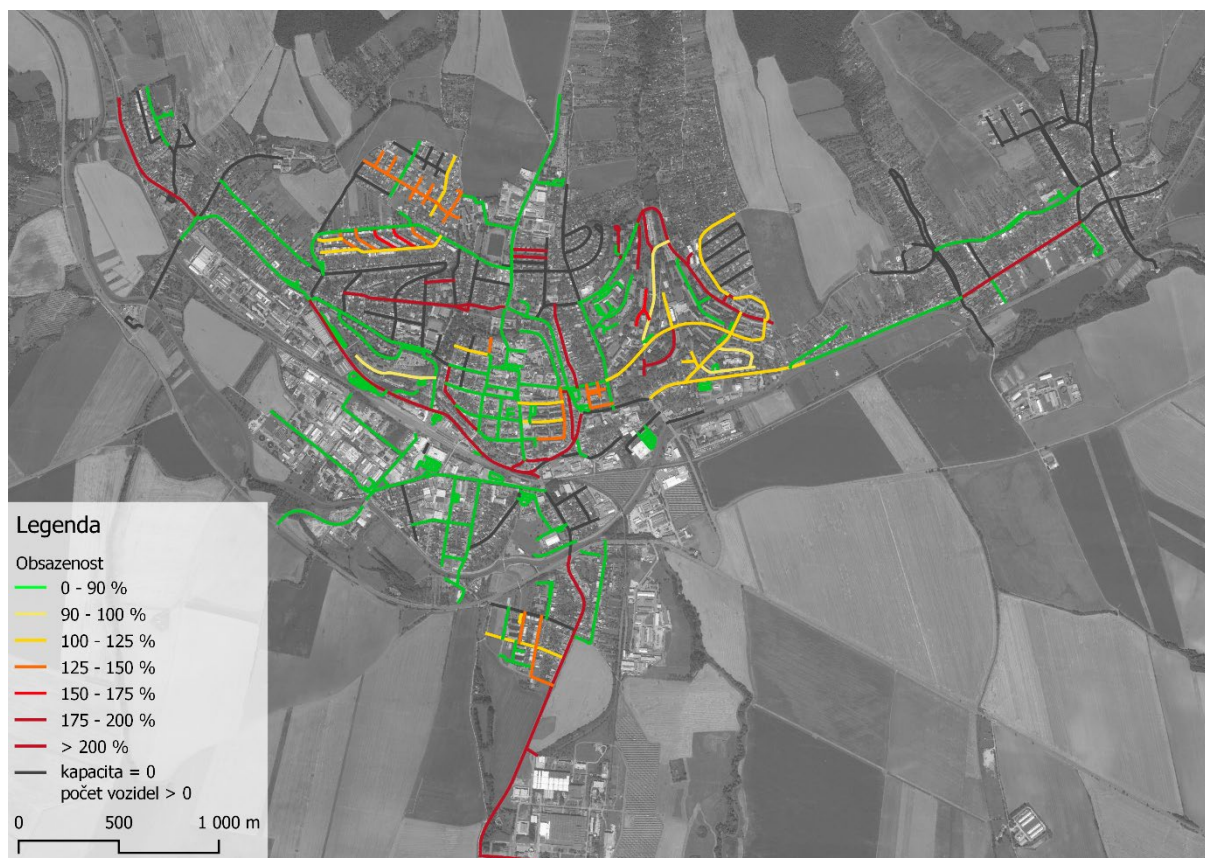 Legenda
Obsazenost
0 - 90 %
90 - 100 %
100 - 125 %
125 - 150 %
150 - 175 %
175 - 200 %
> 200 %
kapacita = 0
počet vozidel > 0
0 500 1 000 m